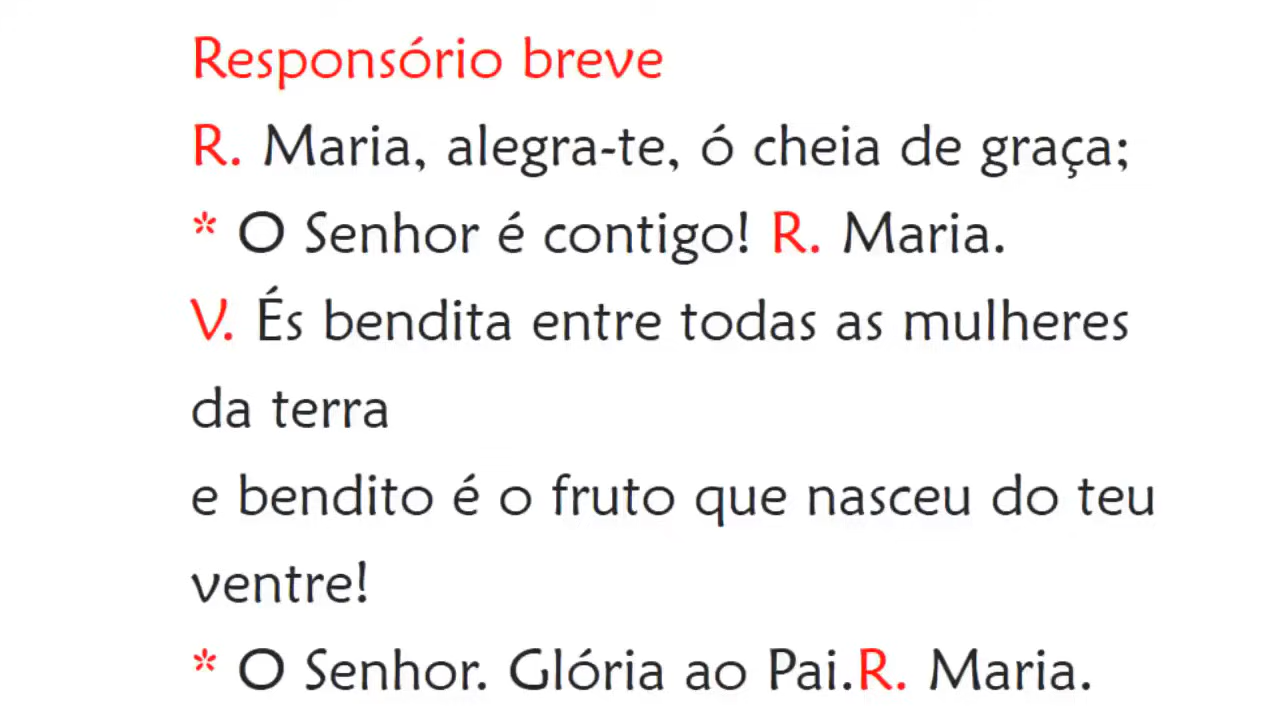 Responsório breve
R. Maria, alegra-te, ó cheia de graça;
* O Senhor é contigo! R. Maria.
V. És bendita entre todas as mulheres
da terra
e bendito é o fruto que nasceu do teu
ventre!
* O Senhor. Glória ao Pai.R. Maria.